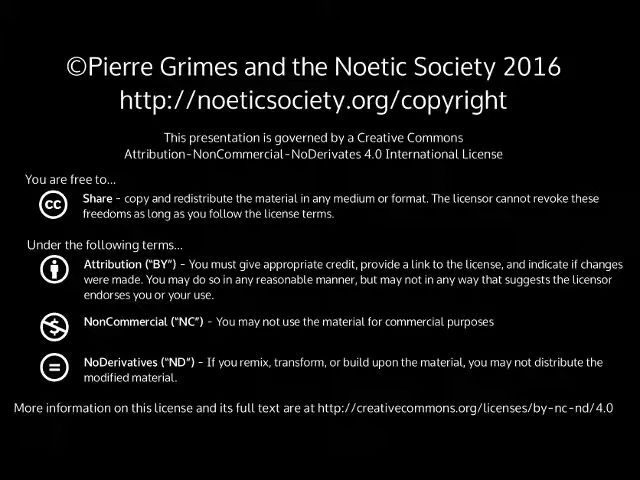 ©Pierre Grimes and the Noetic Society 2016
http://noeticsociety.org/copyright
This presentation is governed by a Creative Commons
Attribution-NonCommercial-NoDerivates 4.0 International License
You are free to...
cc
Share - copy and redistribute the material in any medium or format. The licensor cannot revoke these
freedoms as long as you follow the license terms.
Under the following terms...
Attribution ("BY") - You must give appropriate credit, provide a link to the license, and indicate if changes
were made. You may do so in any reasonable manner, but may not in any way that suggests the licensor
endorses you or your use.
NonCommercial ("NC") - You may not use the material for commercial purposes
NoDerivatives ("ND") - If you remix, transform, or build upon the material, you may not distribute the
modified material.
More information on this license and its full text are at http://creativecommons.org/licenses/by-nc-nd/4.0